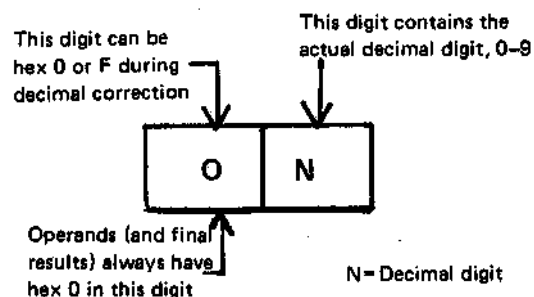 This digit can be
hex 0 or F during
decimal correction
This digit contains the
actual decimal digit, 0–9
O N
Operands (and final
results) always have
hex 0 in this digit
N= Decimal digit